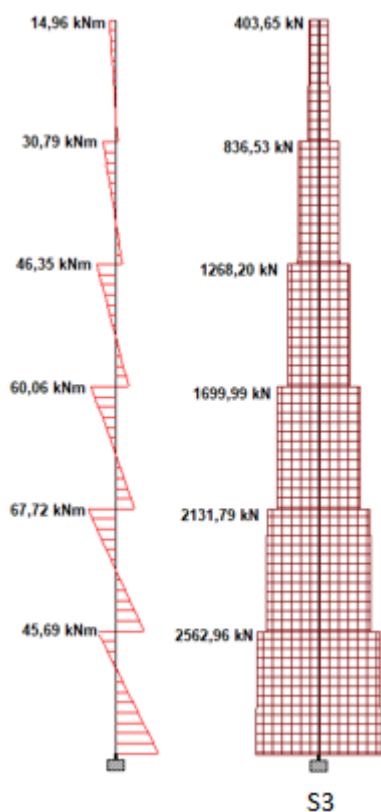 14,96 kNm
403,65 kN
30,79 kNm
836,53 kN
46,35 kNm
1268,20 kN
60,06 kNm
1699,99 kN
67,72 kNm
2131,79 kN
45,69 kNm
2562,96 kN
S3